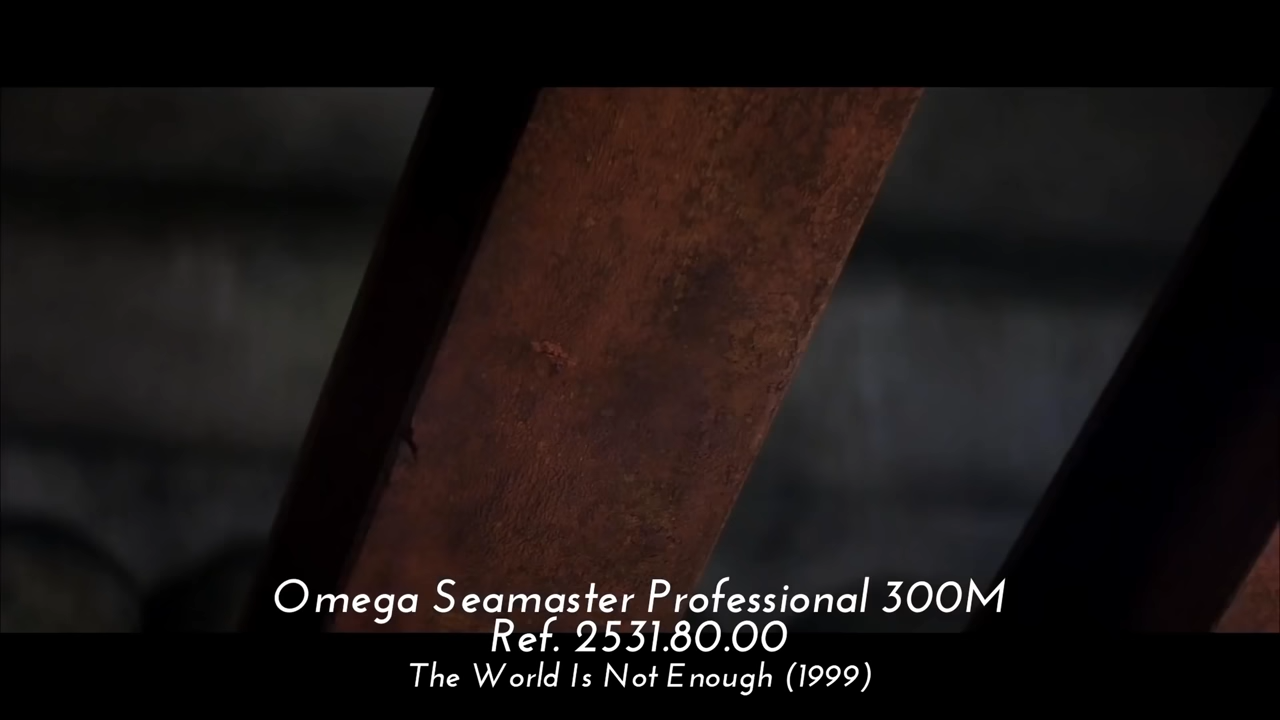 Omega Seamaster Professional 300M
Ref. 2531.80.00
The World Is Not Enough (1999)